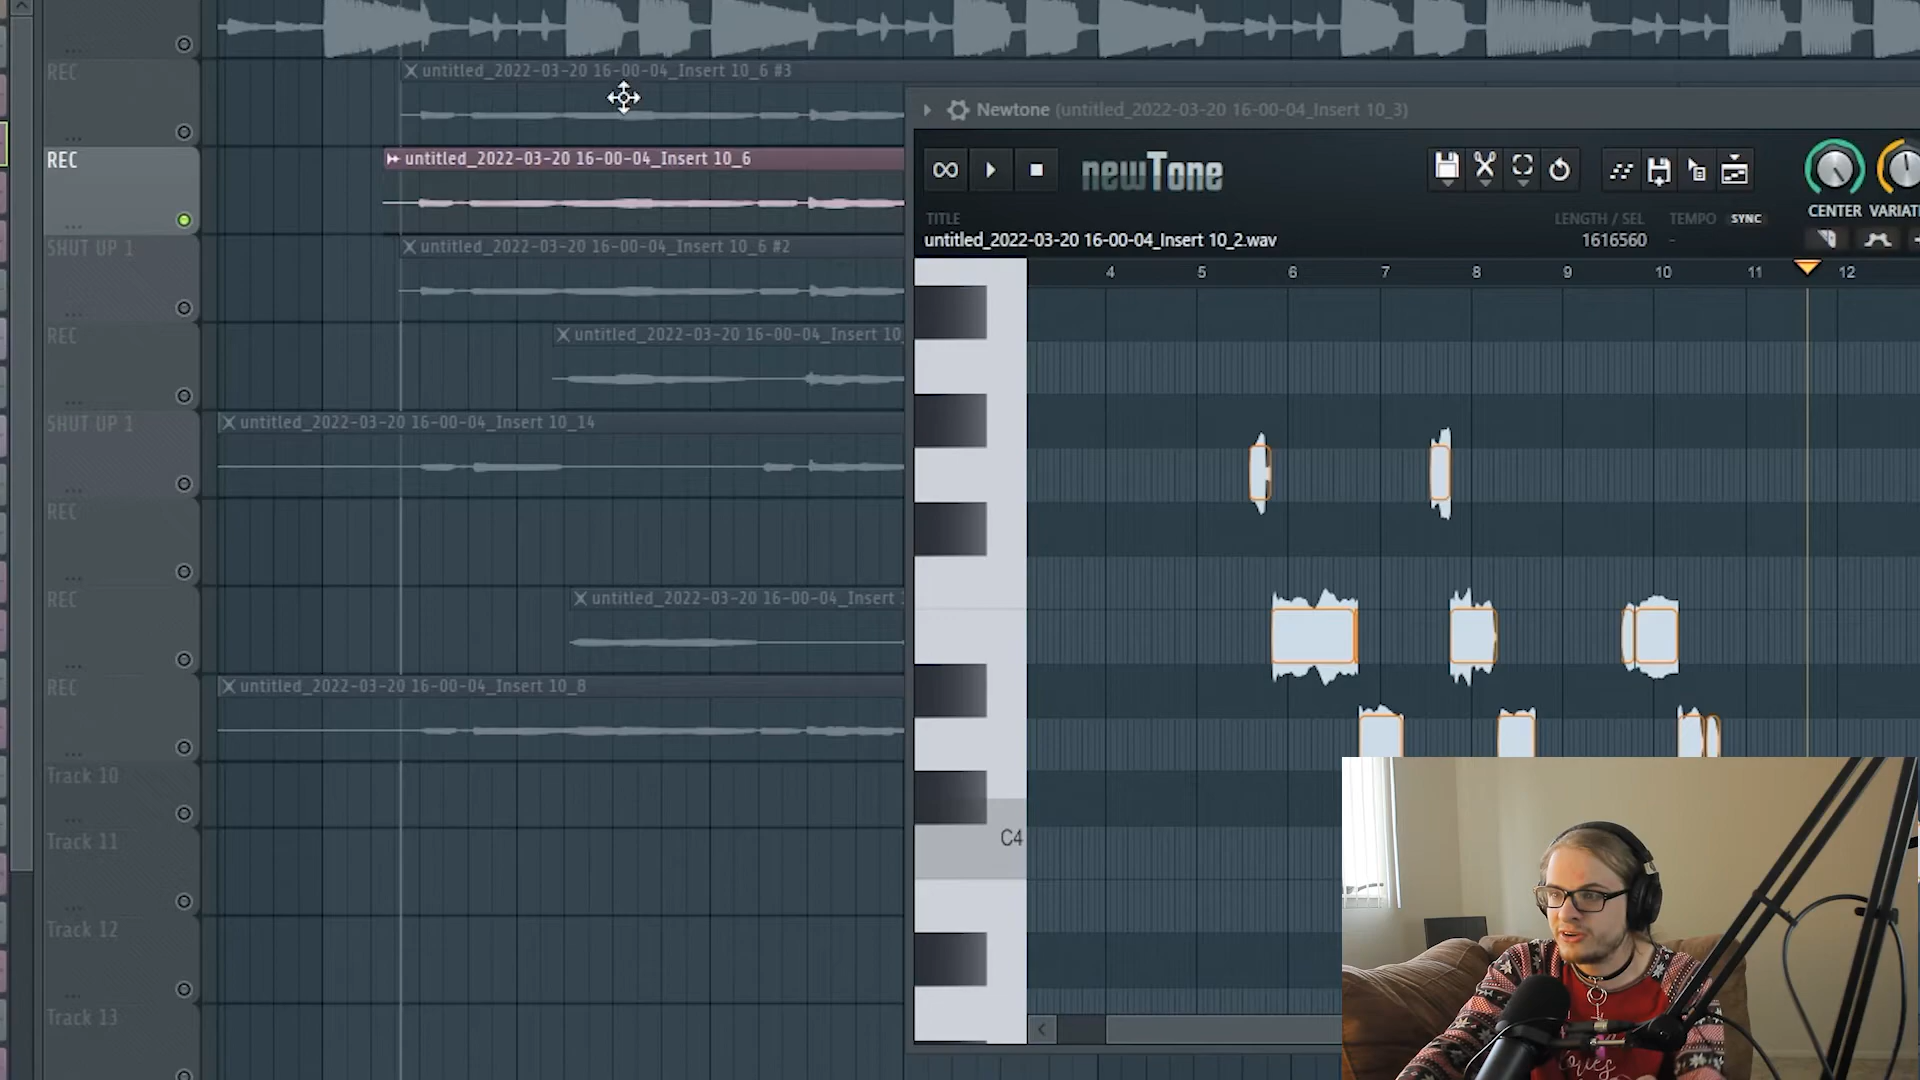 REC
untitled_2022-03-20 16-00-04_Insert 10_6 #3
Newtone (untitled_2022-03-20 16-00-04_Insert 10_3)
REC
untitled_2022-03-20 16-00-04_Insert 10_6
newTone
CENTER
TITLE
LENGTH / SEL
TEMPO
SYNC
untitled_2022-03-20 16-00-04_Insert 10_2.wav
1616560
-
SHUT UP 1
untitled_2022-03-20 16-00-04_Insert 10_6 #2
4 5 6 7 8 9 10 11 12
REC
untitled_2022-03-20 16-00-04_Insert 10
SHUT UP 1
untitled_2022-03-20 16-00-04_Insert 10_14
REC
REC
untitled_2022-03-20 16-00-04_Insert
REC
untitled_2022-03-20 16-00-04_Insert 10_8
Track 10
C4
Track 11
Track 12
Track 13